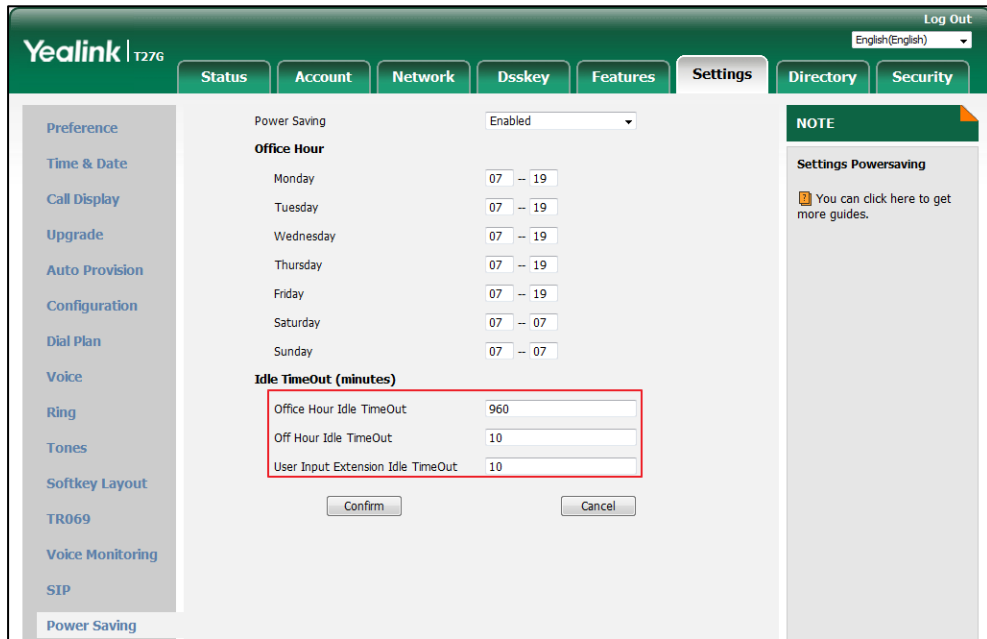 Log Out
Yealink T27G
English(English)
Status Account Network Dsskey Features Settings Directory Security
Preference
Time & Date
Call Display
Upgrade
Auto Provision
Configuration
Dial Plan
Voice
Ring
Tones
Softkey Layout
TR069
Voice Monitoring
SIP
Power Saving
Power Saving Enabled
Office Hour
Monday 07 -- 19
Tuesday 07 -- 19
Wednesday 07 -- 19
Thursday 07 -- 19
Friday 07 -- 19
Saturday 07 -- 07
Sunday 07 -- 07
Idle TimeOut (minutes)
Office Hour Idle TimeOut 960
Off Hour Idle TimeOut 10
User Input Extension Idle TimeOut 10
Confirm Cancel
NOTE
Settings Powersaving
? You can click here to get
more guides.